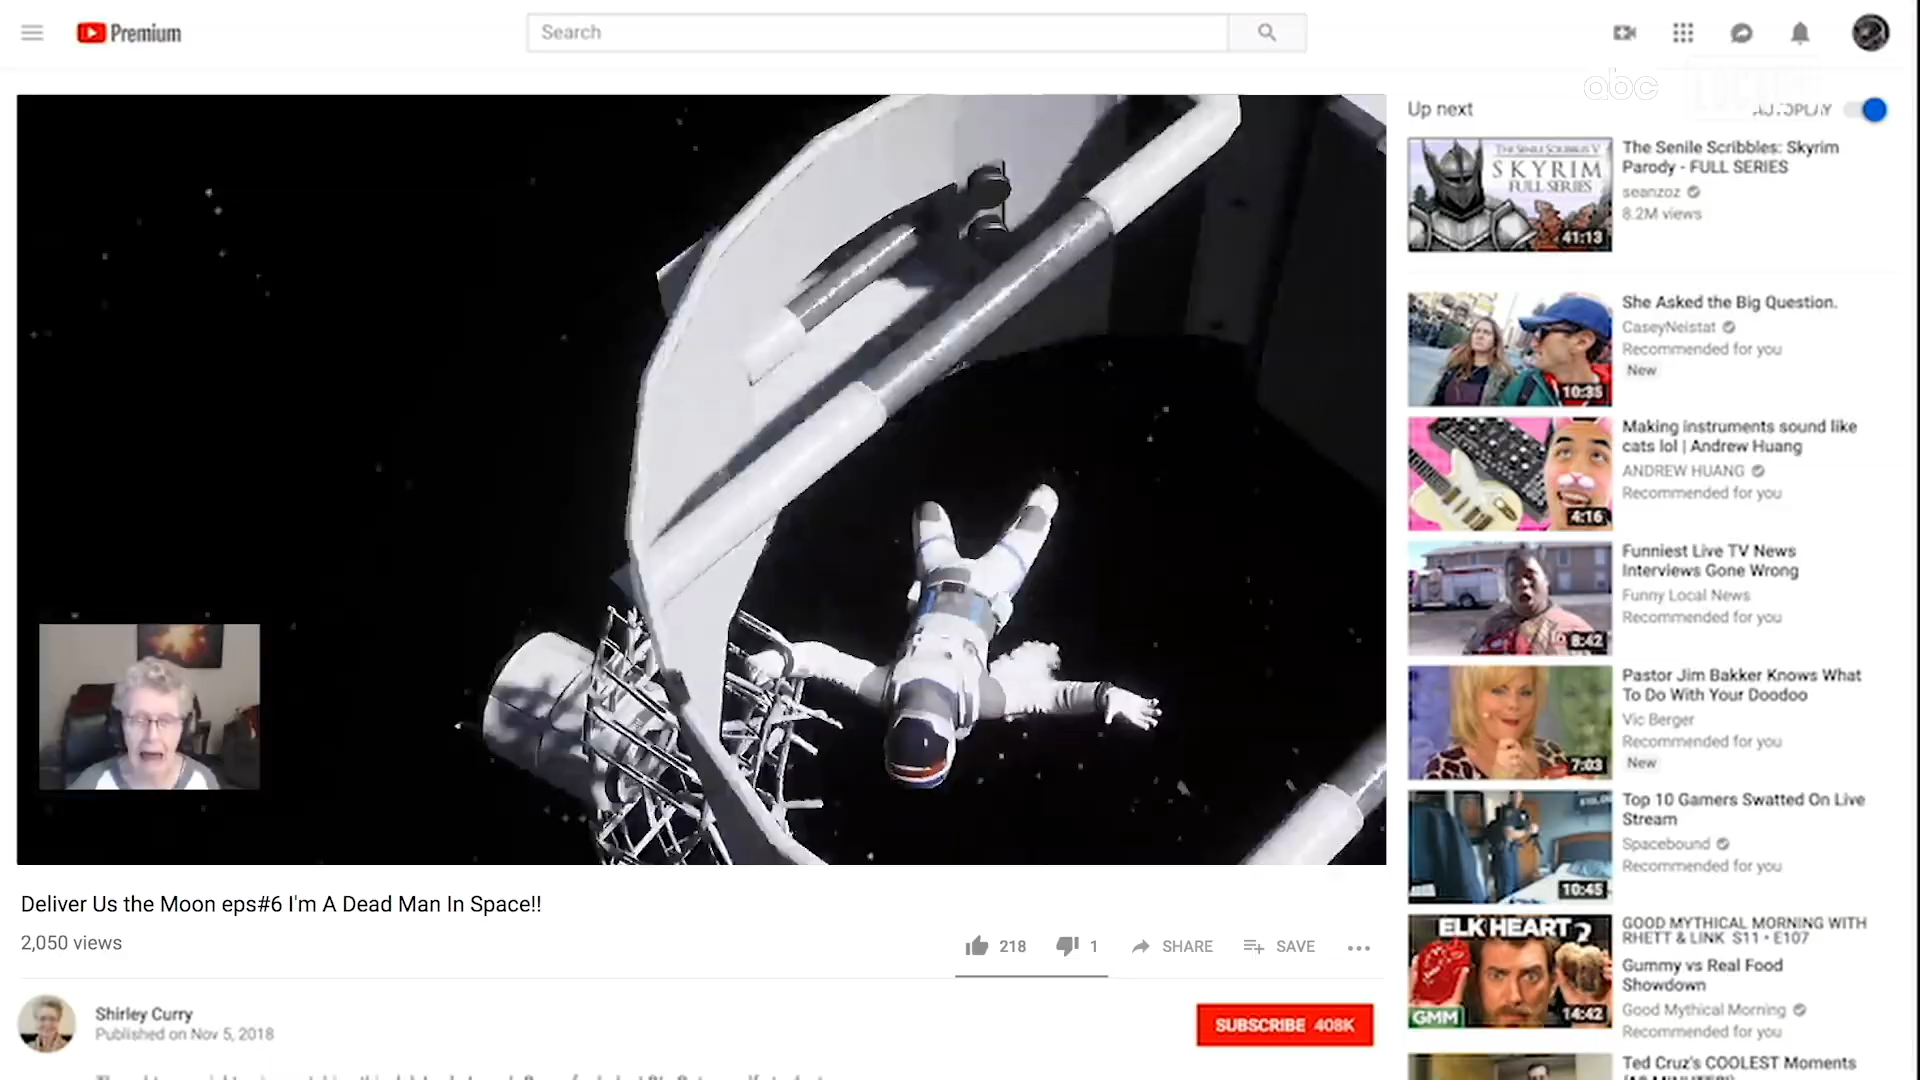 Premium
Search
abc
Up next
AUTOPLAY
THE SENILE SCRIBBLES V
SKYRIM
FULL SERIES
41:13
The Senile Scribbles: Skyrim
Parody - FULL SERIES
seanzoz
8.2M views
10:35
She Asked the Big Question.
CaseyNeistat
Recommended for you
New
4:16
Making instruments sound like
cats lol | Andrew Huang
ANDREW HUANG
Recommended for you
8:42
Funniest Live TV News
Interviews Gone Wrong
Funny Local News
Recommended for you
7:03
Pastor Jim Bakker Knows What
To Do With Your Doodoo
Vic Berger
Recommended for you
New
10:45
Top 10 Gamers Swatted On Live
Stream
Spacebound
Recommended for you
ELK HEART?
GMM
14:42
GOOD MYTHICAL MORNING WITH
RHETT & LINK S11 • E107
Gummy vs Real Food
Showdown
Good Mythical Morning
Recommended for you
Ted Cruz's COOLEST Moments
Deliver Us the Moon eps#6 I'm A Dead Man In Space!!
2,050 views
218
1
SHARE
SAVE
Shirley Curry
Published on Nov 5, 2018
SUBSCRIBE 408K